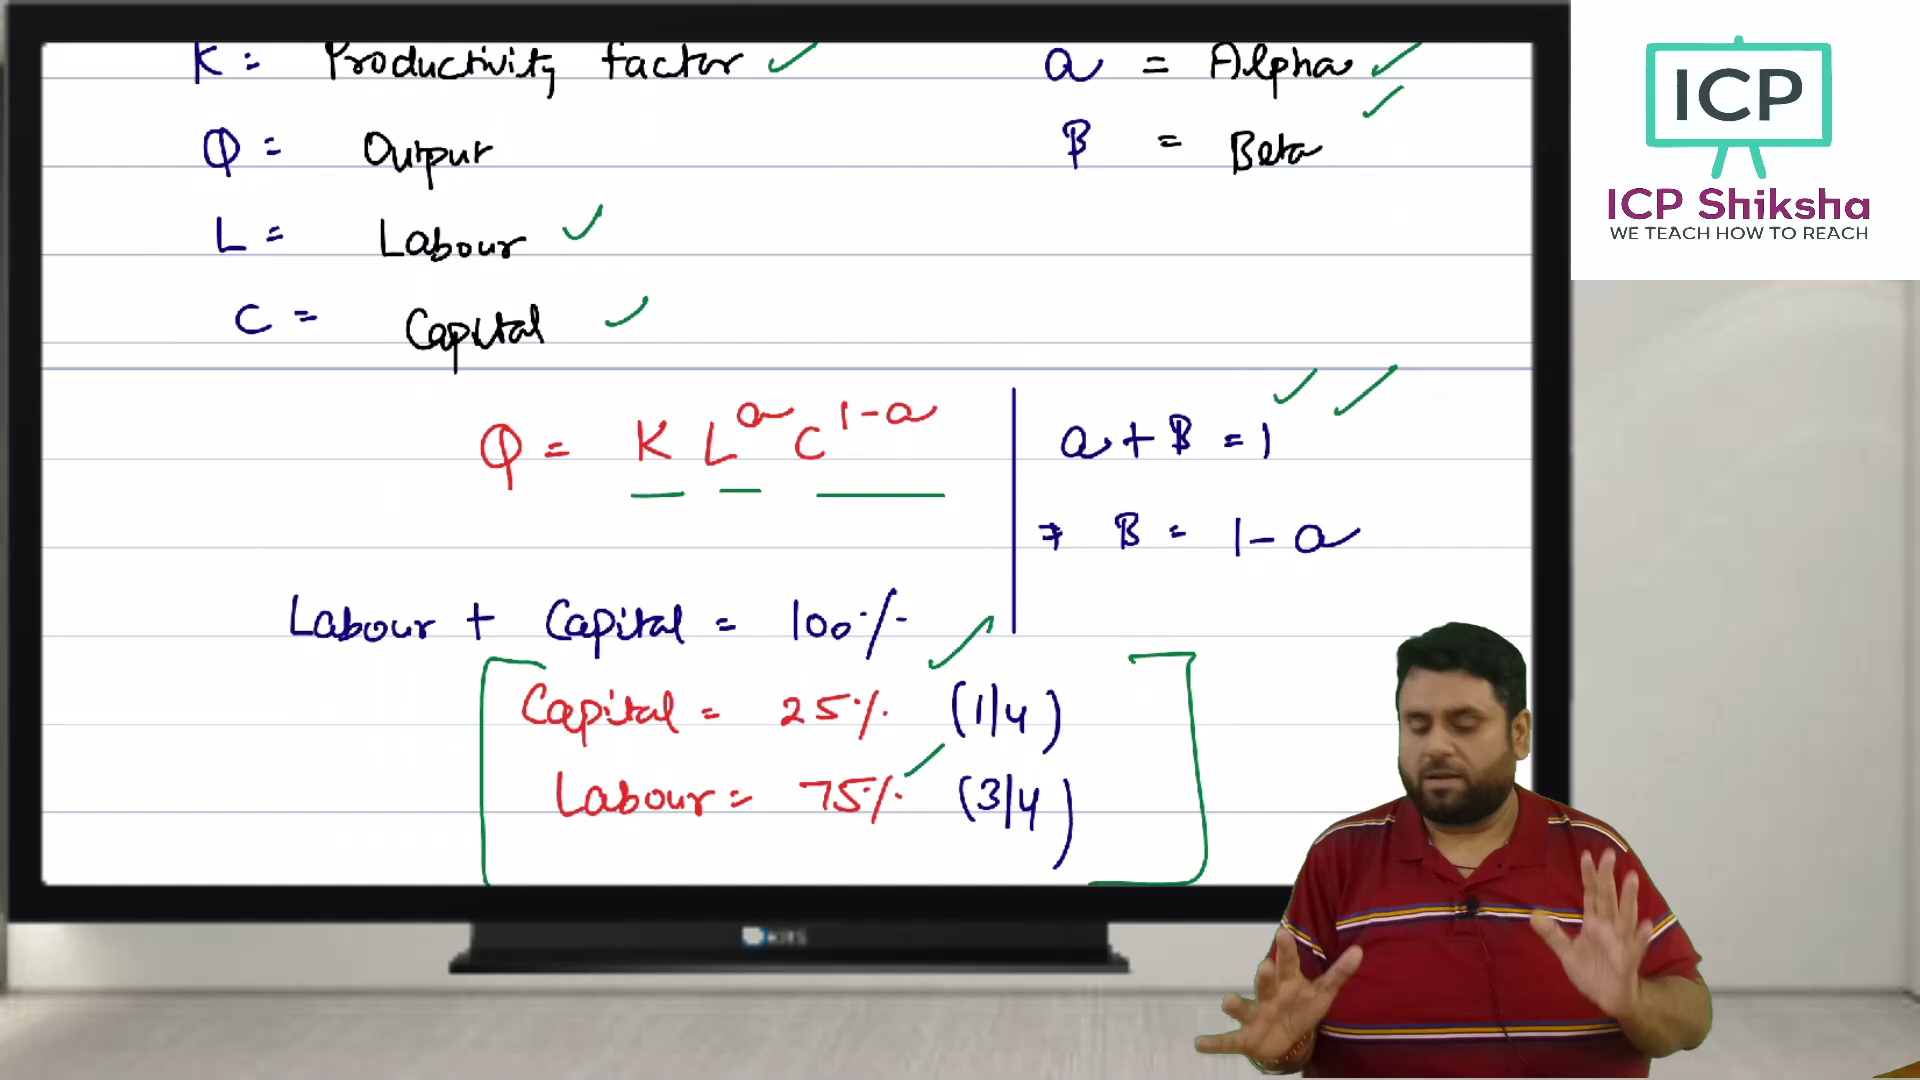 K = Productivity factor
a = Alpha
Q = Output
B = Beta
L = Labour
C = Capital
Q = K L^a C^1-a
a + B = 1
⇒ B = 1 - a
Labour + Capital = 100%
Capital = 25% (1/4)
Labour = 75% (3/4)
ICP
ICP Shiksha
WE TEACH HOW TO REACH